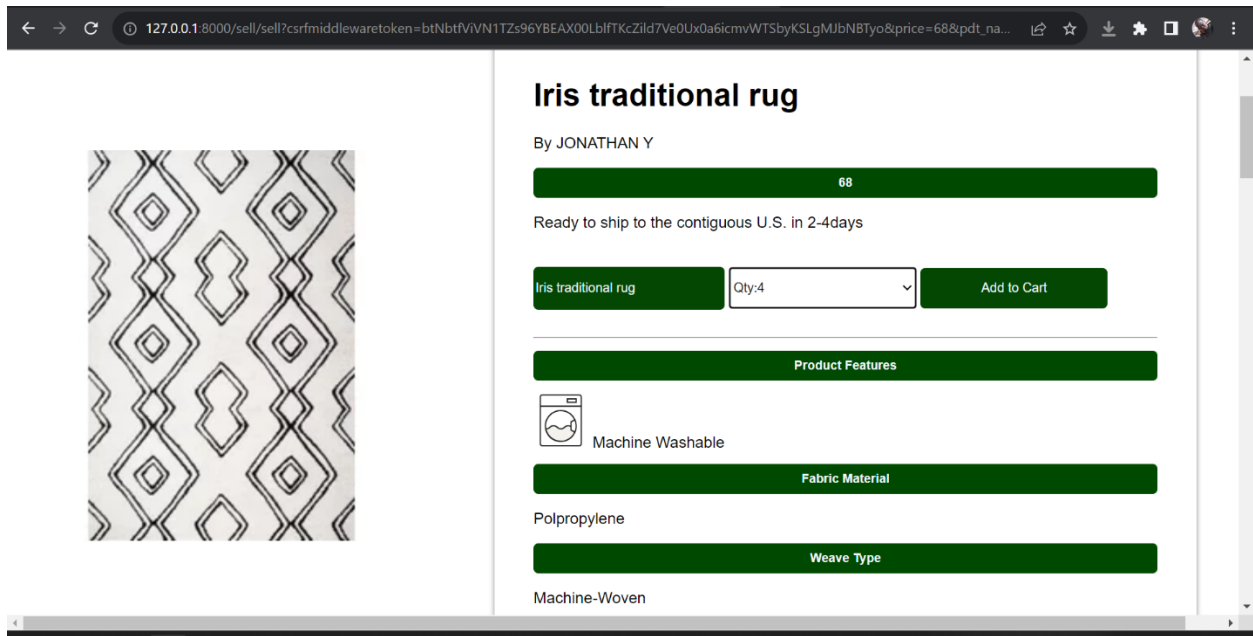 127.0.0.1:8000/sell/sell?csrfmiddlewaretoken=btNbtfViVN1TZs96YBEAX00LblfTKcZild7Ve0Ux0a6icmvWTSbyKSLgMJbNBTyo&price=68&pdt_na...
Iris traditional rug
By JONATHAN Y
68
Ready to ship to the contiguous U.S. in 2-4days
Iris traditional rug Qty:4 Add to Cart
Product Features
Machine Washable
Fabric Material
Polpropylene
Weave Type
Machine-Woven